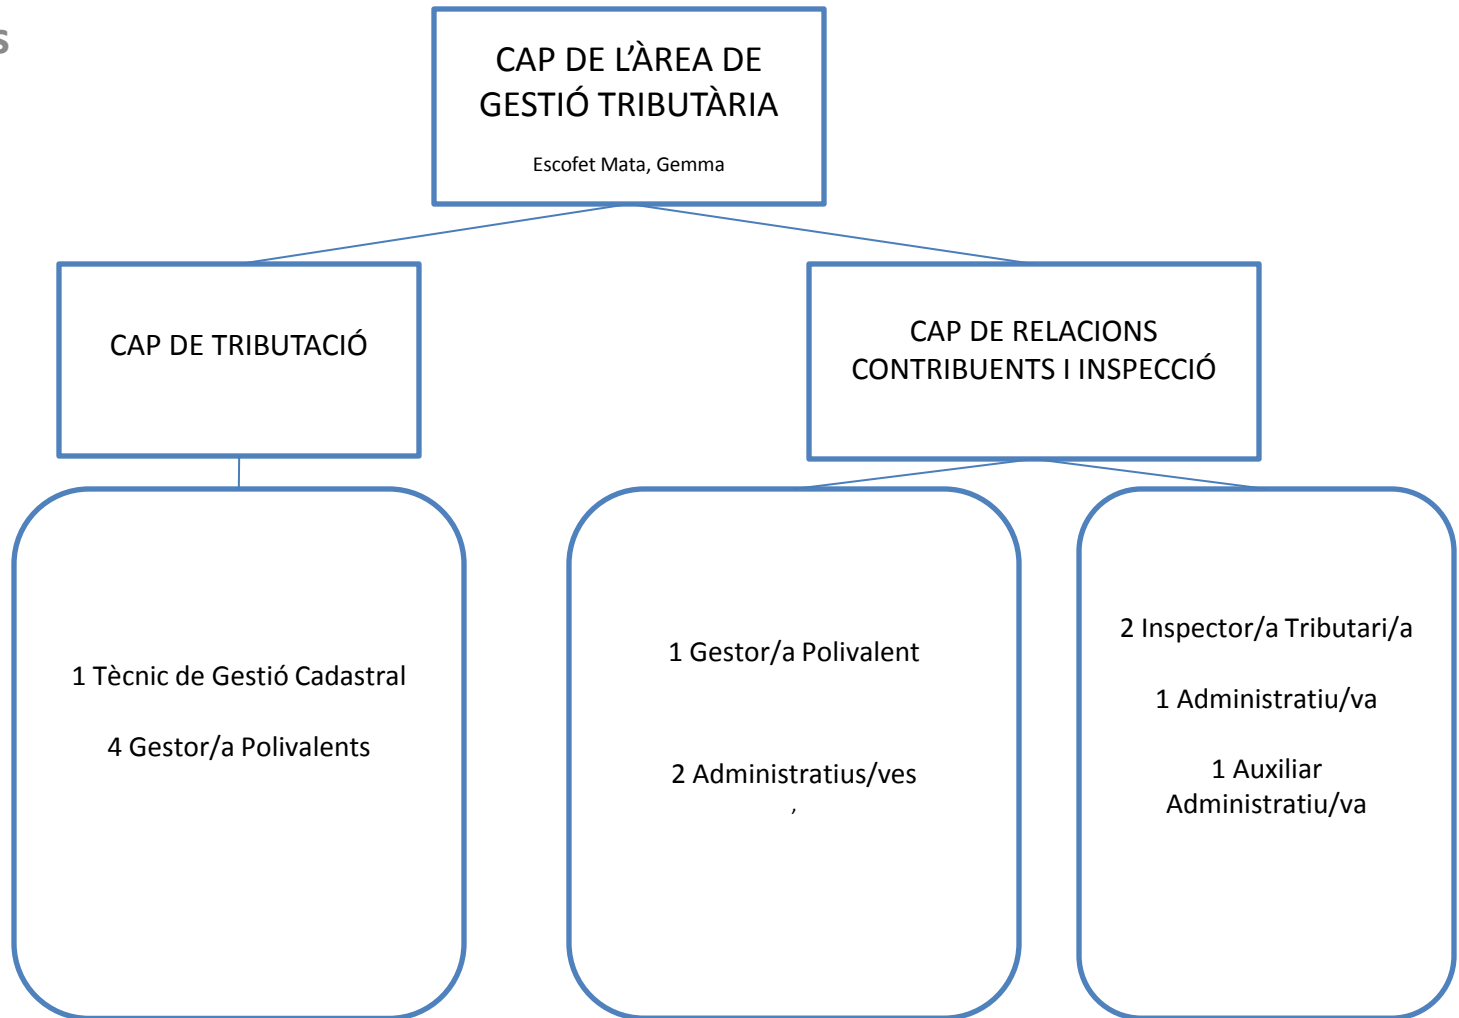 s
CAP DE L'ÀREA DE
GESTIÓ TRIBUTÀRIA
Escofet Mata, Gemma
CAP DE TRIBUTACIÓ
CAP DE RELACIONS
CONTRIBUENTS I INSPECCIÓ
1 Tècnic de Gestió Cadastral
4 Gestor/a Polivalents
1 Gestor/a Polivalent
2 Administratius/ves
,
2 Inspector/a Tributari/a
1 Administratiu/va
1 Auxiliar
Administratiu/va